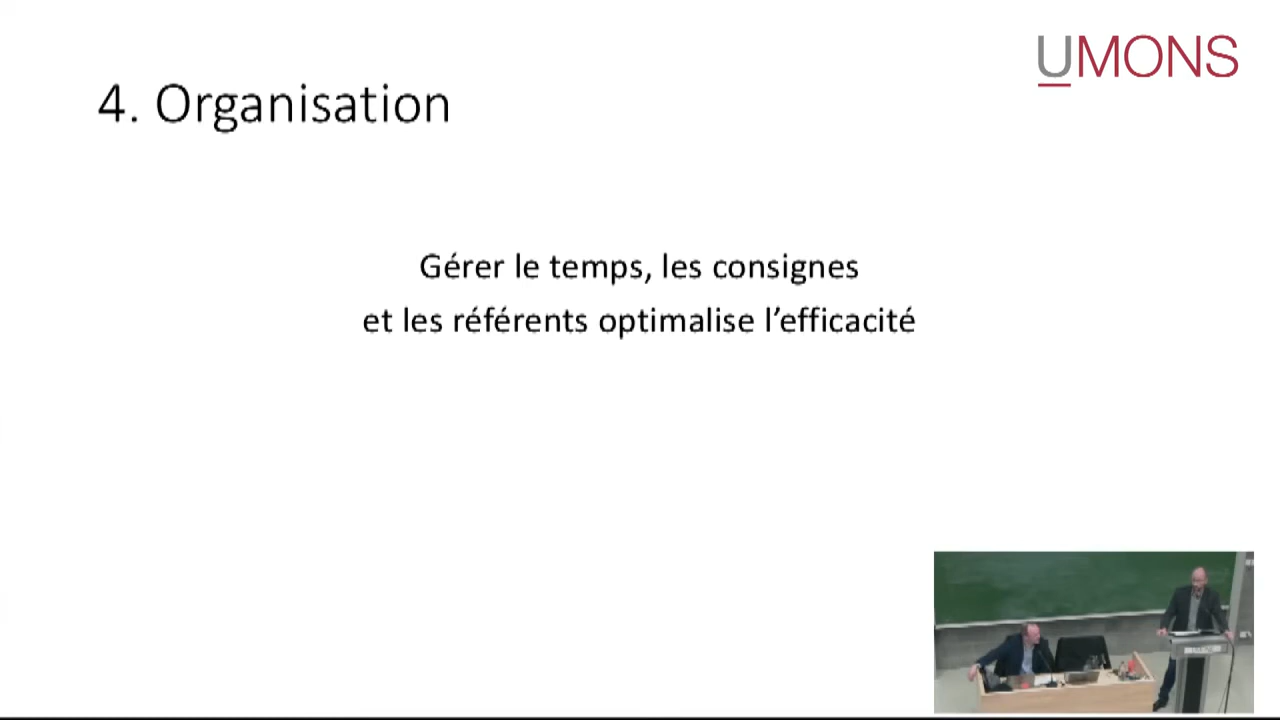 UMONS
4. Organisation
Gérer le temps, les consignes
et les référents optimalise l’efficacité